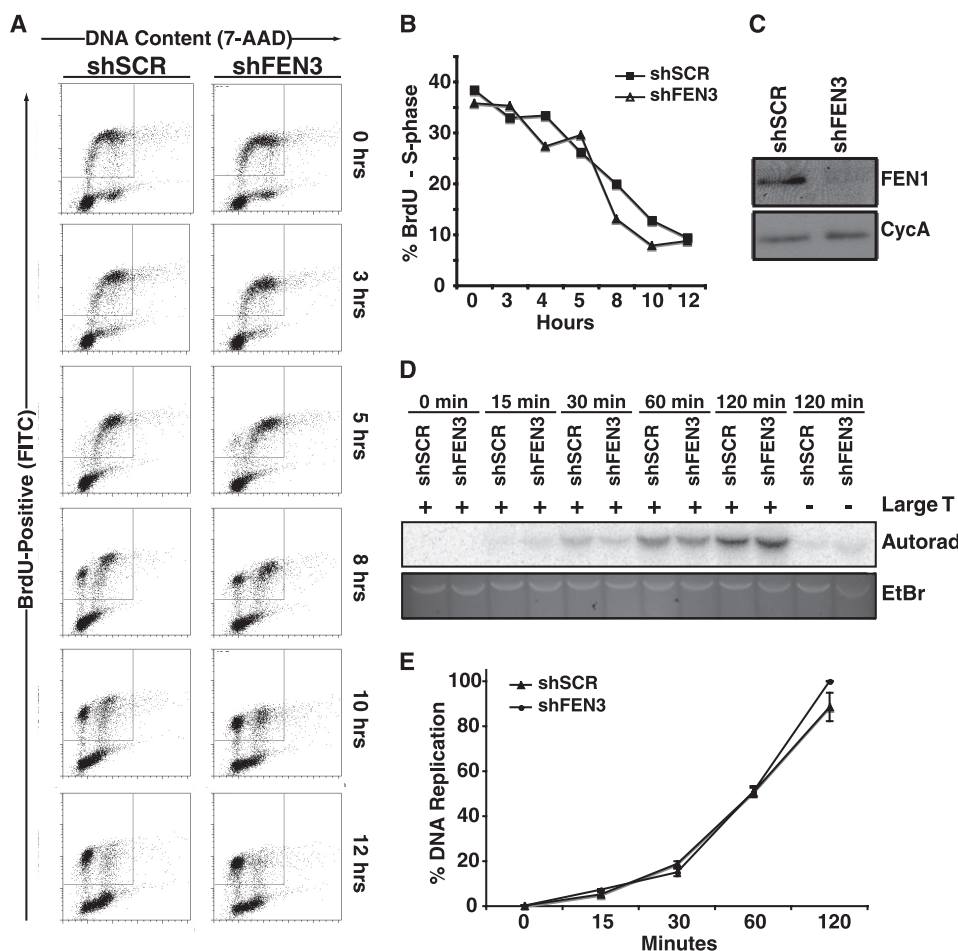 A
DNA Content (7-AAD)
shSCR
shFEN3
BrdU-Positive (FITC)
0 hrs
3 hrs
5 hrs
8 hrs
10 hrs
12 hrs
B
% BrdU - S-phase
40
30
20
10
0
0 3 4 5 8 10 12
Hours
shSCR
shFEN3
C
shSCR
shFEN3
FEN1
CycA
D
0 min 15 min 30 min 60 min 120 min 120 min
shSCR shFEN3 shSCR shFEN3 shSCR shFEN3 shSCR shFEN3 shSCR shFEN3 shSCR shFEN3
+ + + + + + + + + + - - Large T
Autorad
EtBr
E
shSCR
shFEN3
% DNA Replication
100
80
60
40
20
0
0 15 30 60 120
Minutes